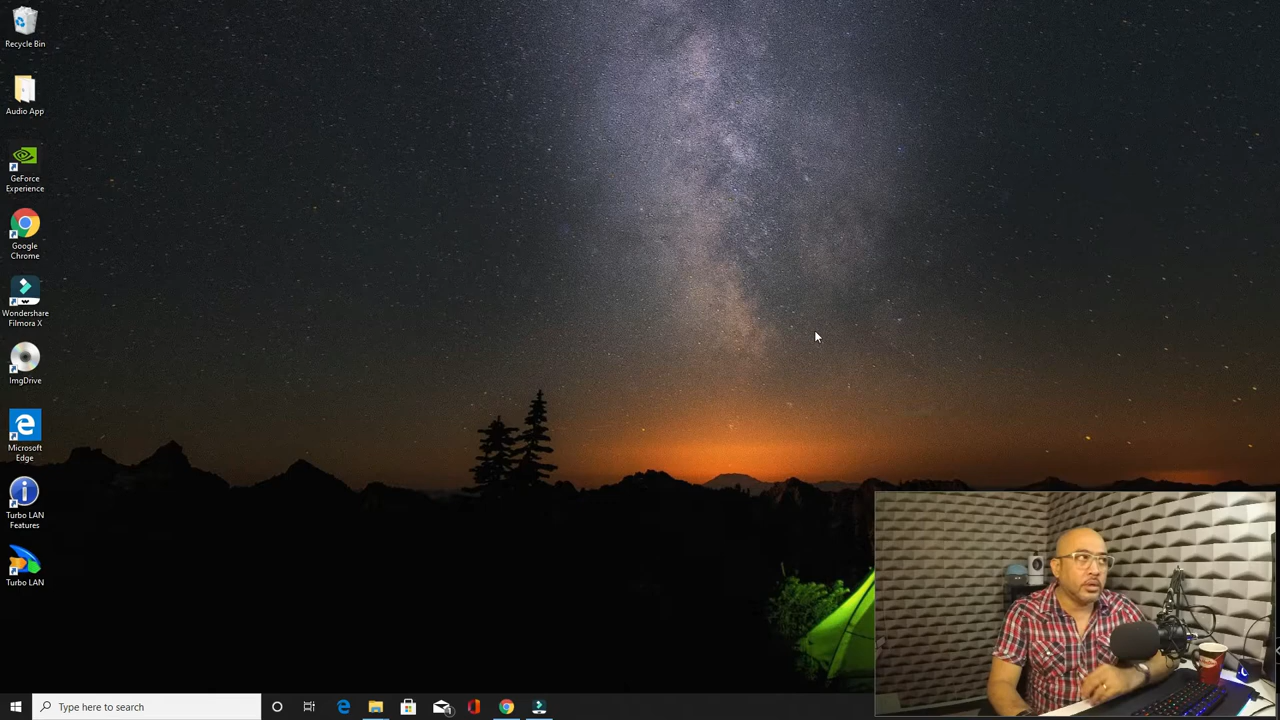 Recycle Bin
Audio App
GeForce
Experience
Google
Chrome
Wondershare
Filmora X
ImgDrive
Microsoft
Edge
Turbo LAN
Features
Turbo LAN
Type here to search